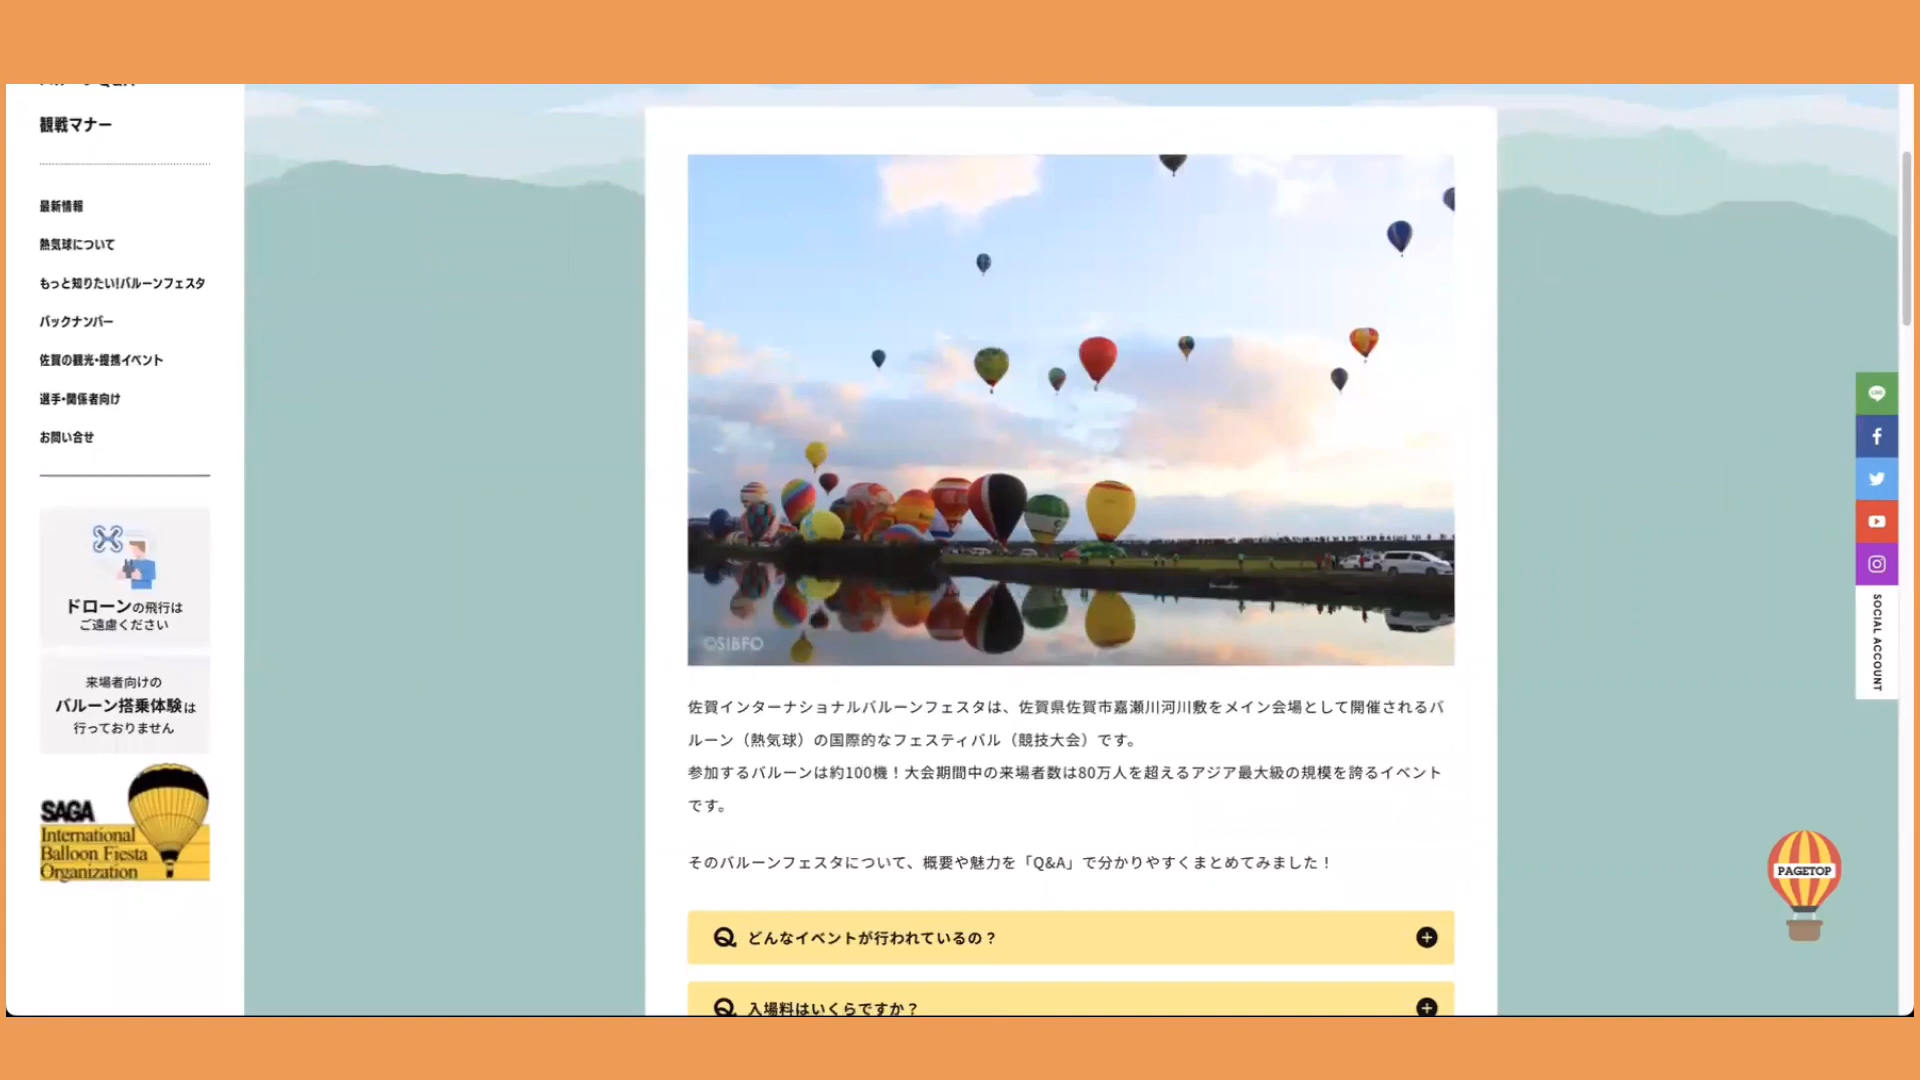 観戦マナー
最新情報
熱気球について
もっと知りたい!バルーンフェスタ
バックナンバー
佐賀の観光・提携イベント
選手・関係者向け
お問い合せ
ドローンの飛行は
ご遠慮ください
来場者向けの
バルーン搭乗体験は
行っておりません
SAGA
International
Balloon Fiesta
Organization
©SIBFO
佐賀インターナショナルバルーンフェスタは、佐賀県佐賀市嘉瀬川河川敷をメイン会場として開催されるバ
ルーン（熱気球）の国際的なフェスティバル（競技大会）です。
参加するバルーンは約100機！大会期間中の来場者数は80万人を超えるアジア最大級の規模を誇るイベント
です。
そのバルーンフェスタについて、概要や魅力を「Q&A」で分かりやすくまとめてみました！
Q どんなイベントが行われているの？
Q 入場料はいくらですか？
SOCIAL ACCOUNT
PAGETOP